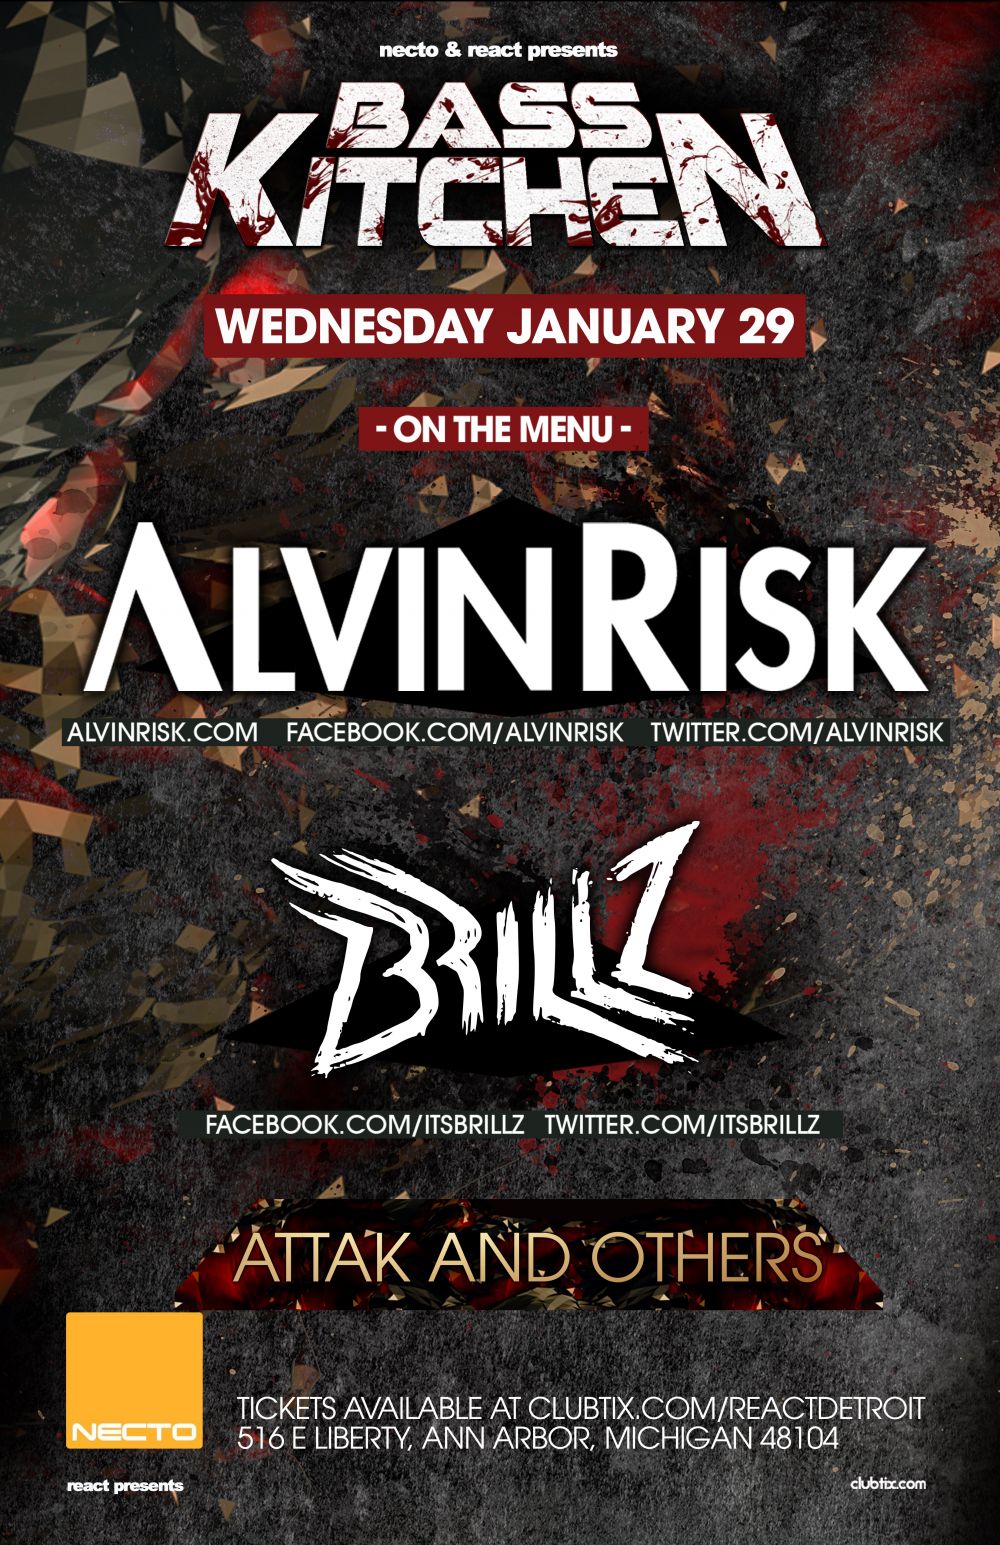 necto & react presents
BASS
KITCHEN
WEDNESDAY JANUARY 29
- ON THE MENU -
ALVIN RISK
ALVINRISK.COM FACEBOOK.COM/ALVINRISK TWITTER.COM/ALVINRISK
BRILLZ
FACEBOOK.COM/ITSBRILLZ TWITTER.COM/ITSBRILLZ
ATTAK AND OTHERS
NECTO
TICKETS AVAILABLE AT CLUBTIX.COM/REACTDETROIT
516 E LIBERTY, ANN ARBOR, MICHIGAN 48104
react presents
clubtix.com